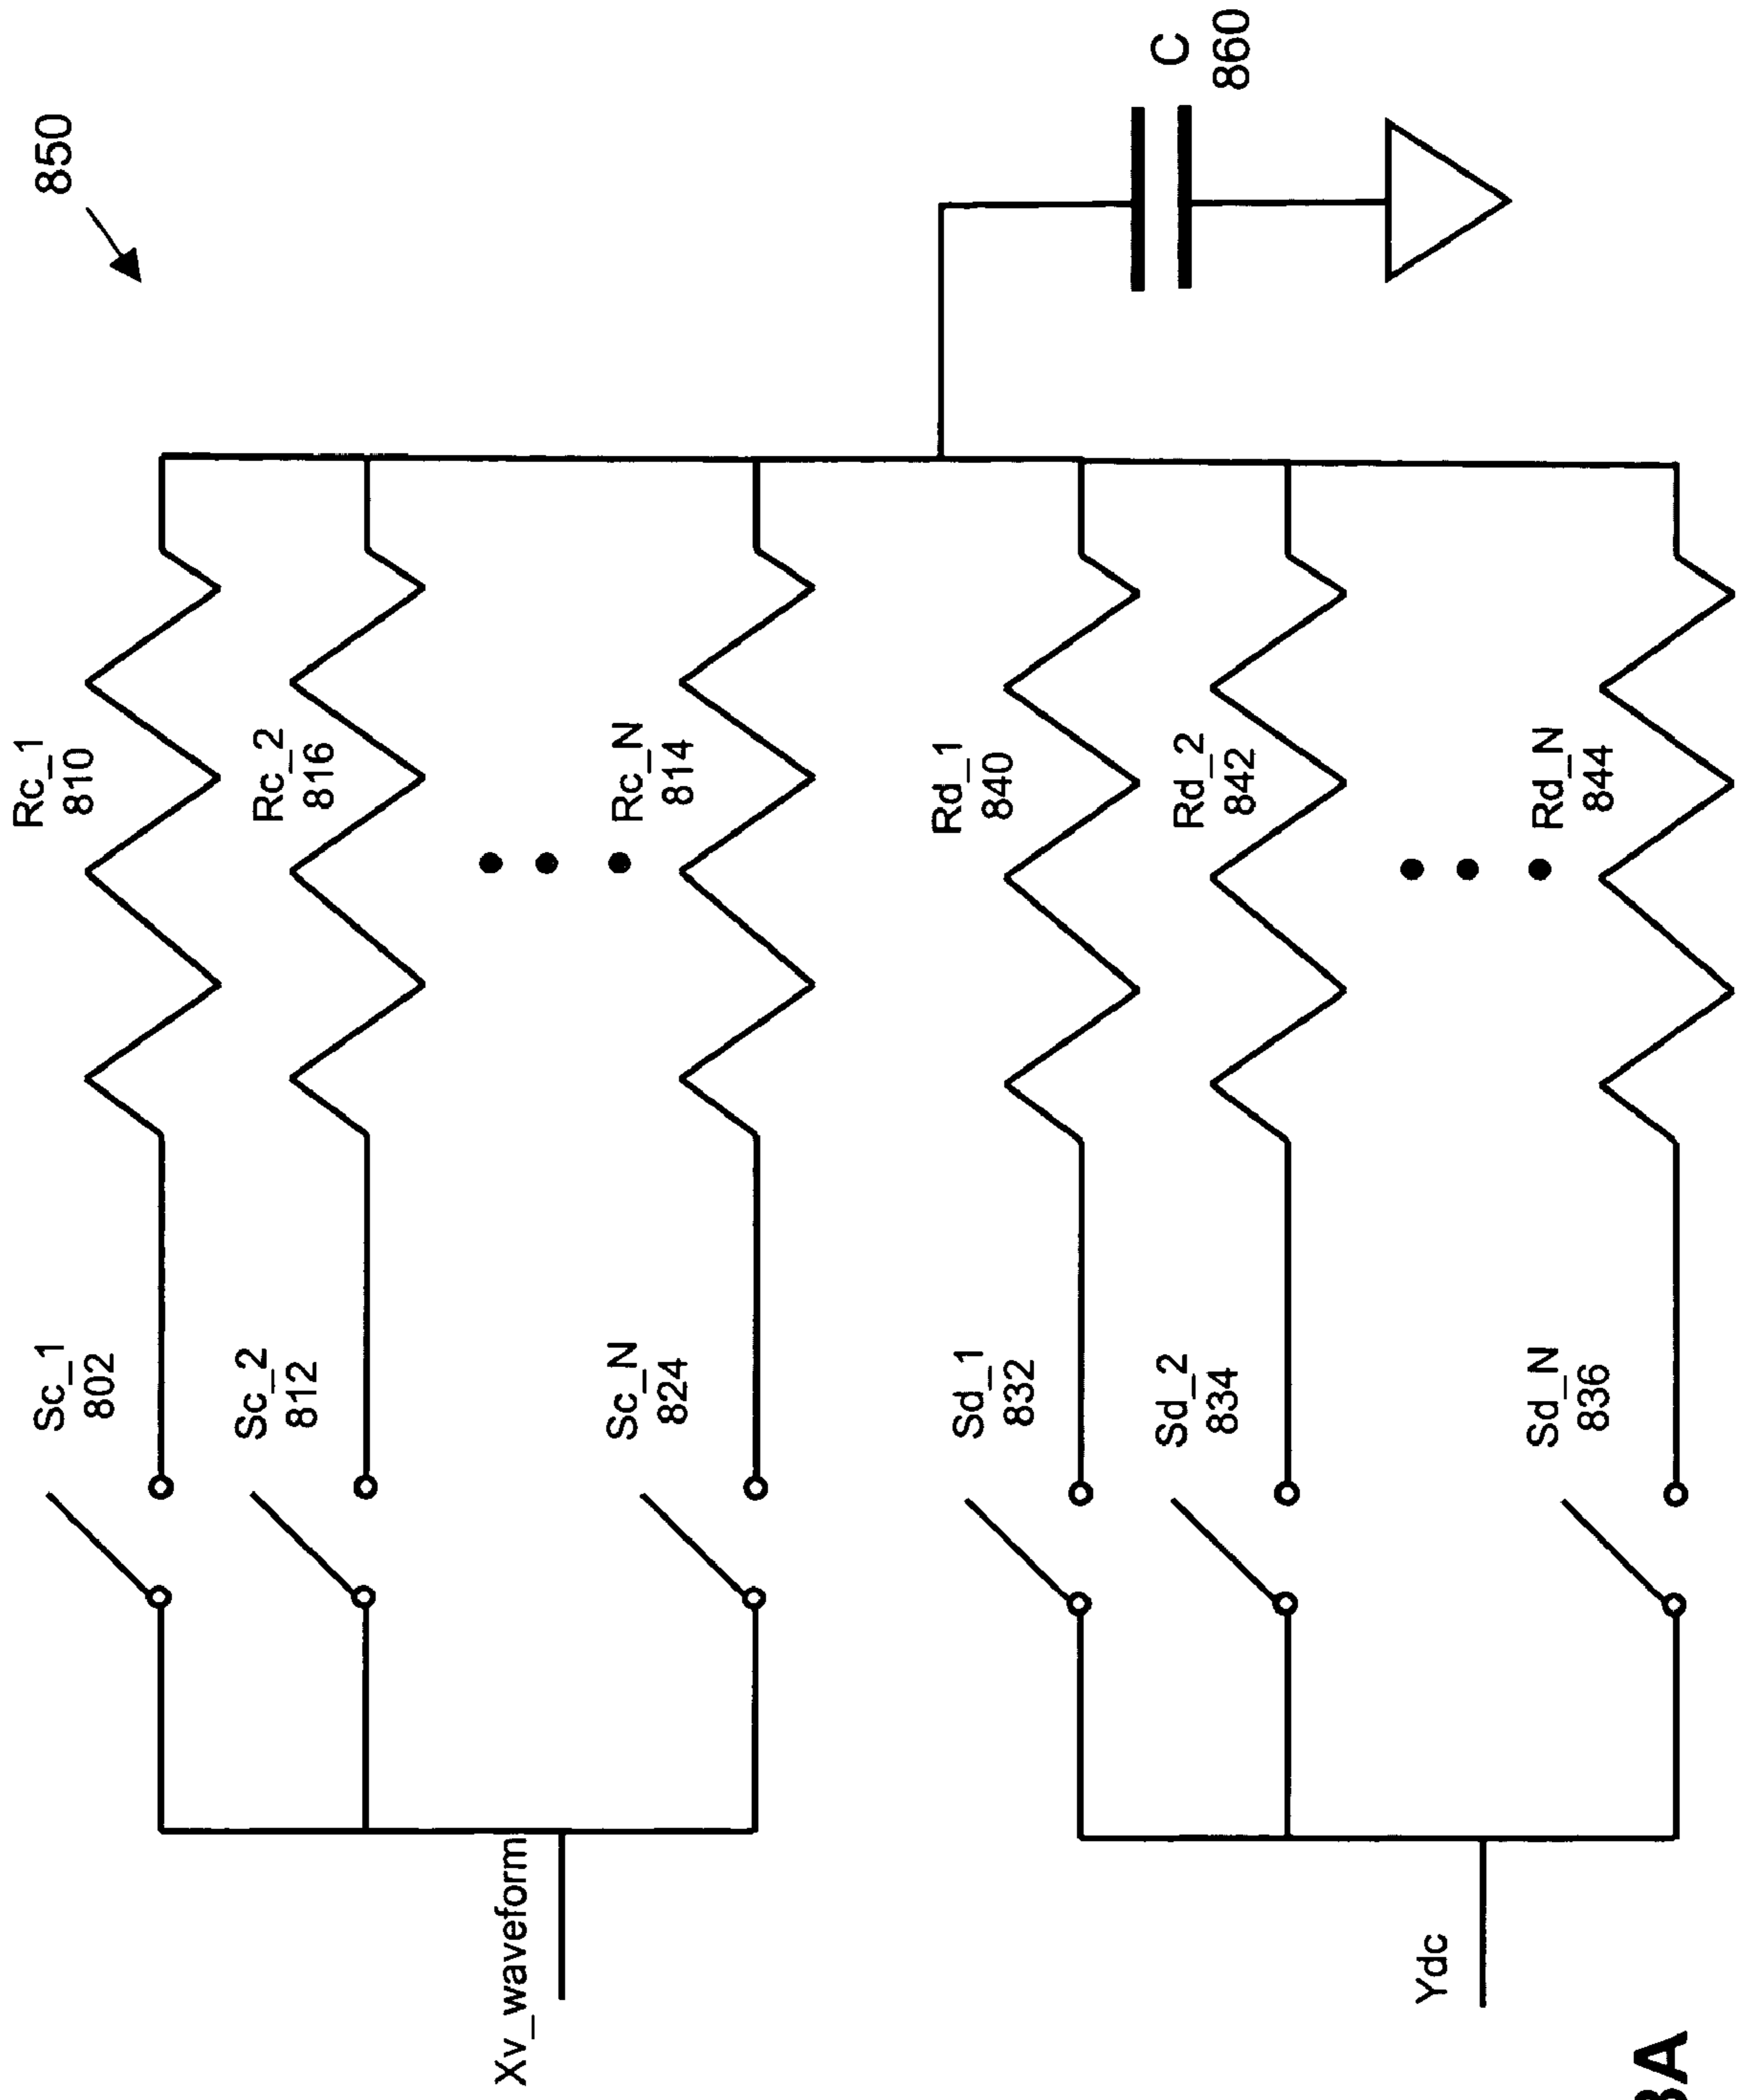 850
Rc_1
810
Rc_2
816
Rc_N
814
Rd_1
840
Rd_2
842
Rd_N
844
C
860
Sc_1
802
Sc_2
812
Sc_N
824
Sd_1
832
Sd_2
834
Sd_N
836
Xv_waveform
Ydc